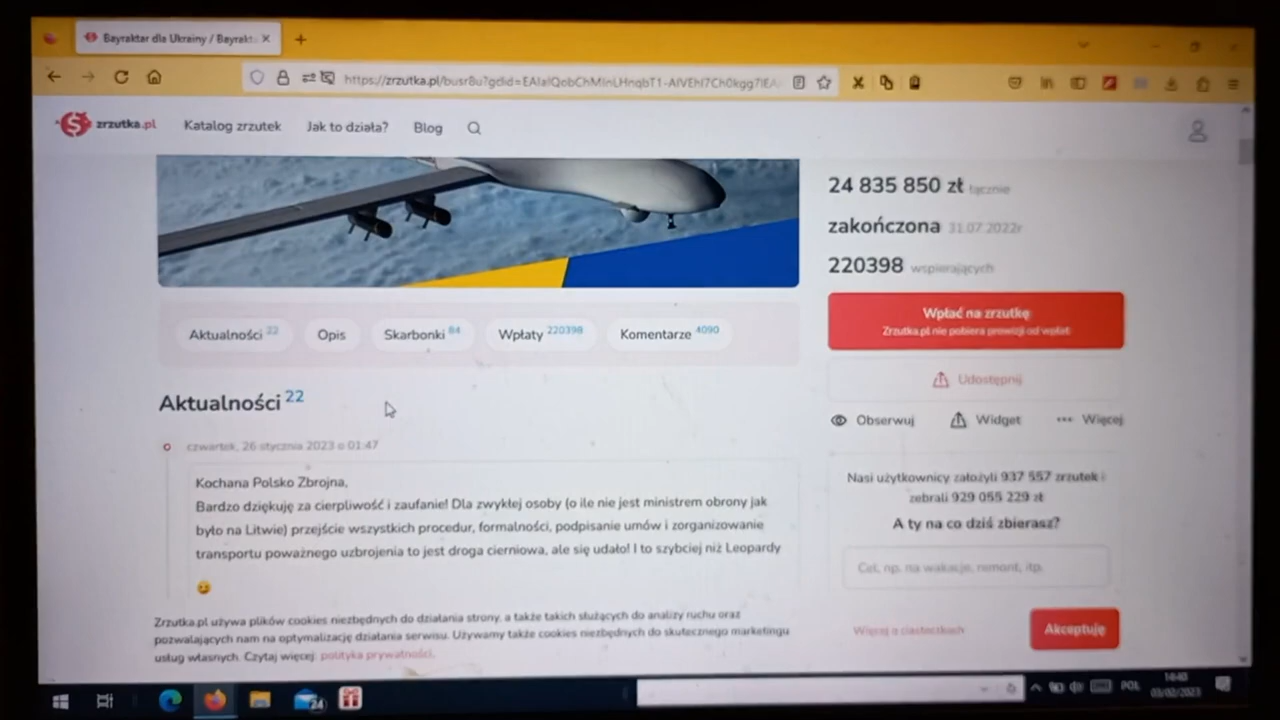 Bayraktar dla Ukrainy / Bayrakt
https://zrzutka.pl/busr8u?gclid=
zrzutka.pl
Katalog zrzutek
Jak to działa?
Blog
24 835 850 zł łącznie
zakończona 31.07.2022r
220398 wspierających
Wpłać na zrzutkę
Zrzutka.pl nie pobiera prowizji od wpłat
Udostępnij
Obserwuj
Widget
Więcej
Aktualności 22
Opis
Skarbonki 84
Wpłaty 220398
Komentarze 4090
Aktualności 22
czwartek, 26 stycznia 2023 o 01:47
Kochana Polsko Zbrojna,
Bardzo dziękuję za cierpliwość i zaufanie! Dla zwykłej osoby (o ile nie jest ministrem obrony jak
było na Litwie) przejście wszystkich procedur, formalności, podpisanie umów i zorganizowanie
transportu poważnego uzbrojenia to jest droga cierniowa, ale się udało! I to szybciej niż Leopardy
Nasi użytkownicy założyli 937 557 zrzutek i
zebrali 929 055 229 zł
A ty na co dziś zbierasz?
Cel, np. na wakacje, remont, itp.
Zrzutka.pl używa plików cookies niezbędnych do działania strony, a także takich służących do analizy ruchu oraz
pozwalających nam na optymalizację działania serwisu. Używamy także cookies niezbędnych do skutecznego marketingu
usług własnych. Czytaj więcej: polityka prywatności.
Więcej o ciasteczkach
Akceptuję
24
POL
14:40
03/02/2023